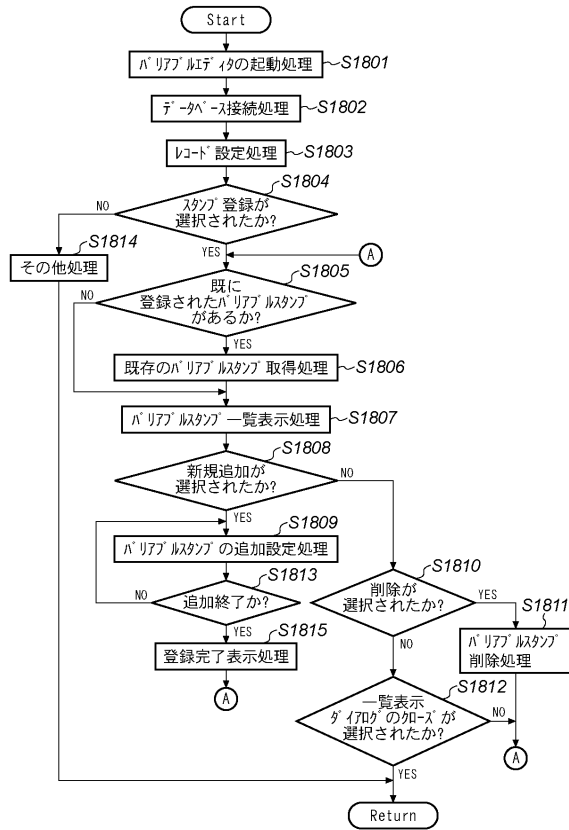 Start
バリアブルエディタの起動処理
S1801
データベース接続処理
S1802
レコード設定処理
S1803
S1804
スタンプ登録が
選択されたか?
NO
YES
S1814
その他処理
A
S1805
既に
登録されたバリアブルスタンプ
があるか?
NO
YES
既存のバリアブルスタンプ取得処理
S1806
バリアブルスタンプ一覧表示処理
S1807
S1808
新規追加が
選択されたか?
NO
YES
S1809
バリアブルスタンプの追加設定処理
S1813
追加終了か?
NO
YES
S1815
登録完了表示処理
A
S1810
削除が
選択されたか?
YES
NO
S1811
バリアブルスタンプ
削除処理
S1812
一覧表示
ダイアログのクローズが
選択されたか?
NO
A
YES
Return